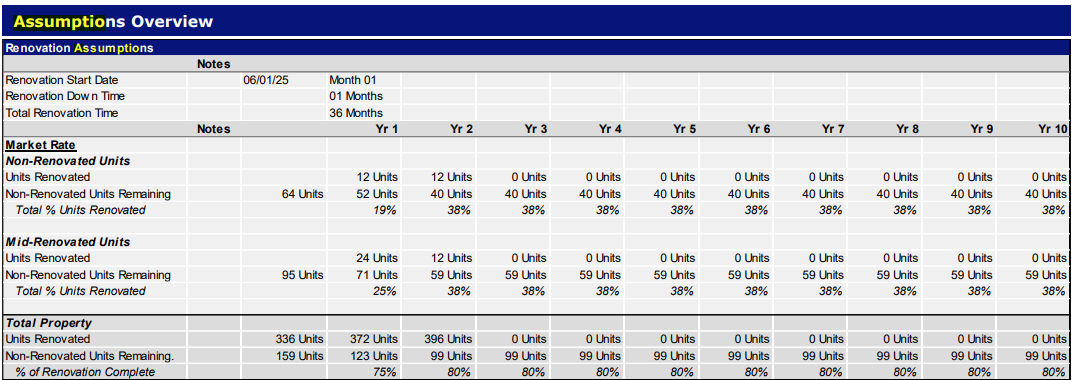 Assumptions Overview
Renovation Assumptions
Notes
Renovation Start Date 06/01/25 Month 01
Renovation Down Time 01 Months
Total Renovation Time 36 Months
Notes Yr 1 Yr 2 Yr 3 Yr 4 Yr 5 Yr 6 Yr 7 Yr 8 Yr 9 Yr 10
Market Rate
Non-Renovated Units
Units Renovated 12 Units 12 Units 0 Units 0 Units 0 Units 0 Units 0 Units 0 Units 0 Units 0 Units
Non-Renovated Units Remaining 64 Units 52 Units 40 Units 40 Units 40 Units 40 Units 40 Units 40 Units 40 Units 40 Units 40 Units
Total % Units Renovated 19% 38% 38% 38% 38% 38% 38% 38% 38% 38%
Mid-Renovated Units
Units Renovated 24 Units 12 Units 0 Units 0 Units 0 Units 0 Units 0 Units 0 Units 0 Units 0 Units
Non-Renovated Units Remaining 95 Units 71 Units 59 Units 59 Units 59 Units 59 Units 59 Units 59 Units 59 Units 59 Units 59 Units
Total % Units Renovated 25% 38% 38% 38% 38% 38% 38% 38% 38% 38%
Total Property
Units Renovated 336 Units 372 Units 396 Units 0 Units 0 Units 0 Units 0 Units 0 Units 0 Units 0 Units 0 Units
Non-Renovated Units Remaining. 159 Units 123 Units 99 Units 99 Units 99 Units 99 Units 99 Units 99 Units 99 Units 99 Units 99 Units
% of Renovation Complete 75% 80% 80% 80% 80% 80% 80% 80% 80% 80%